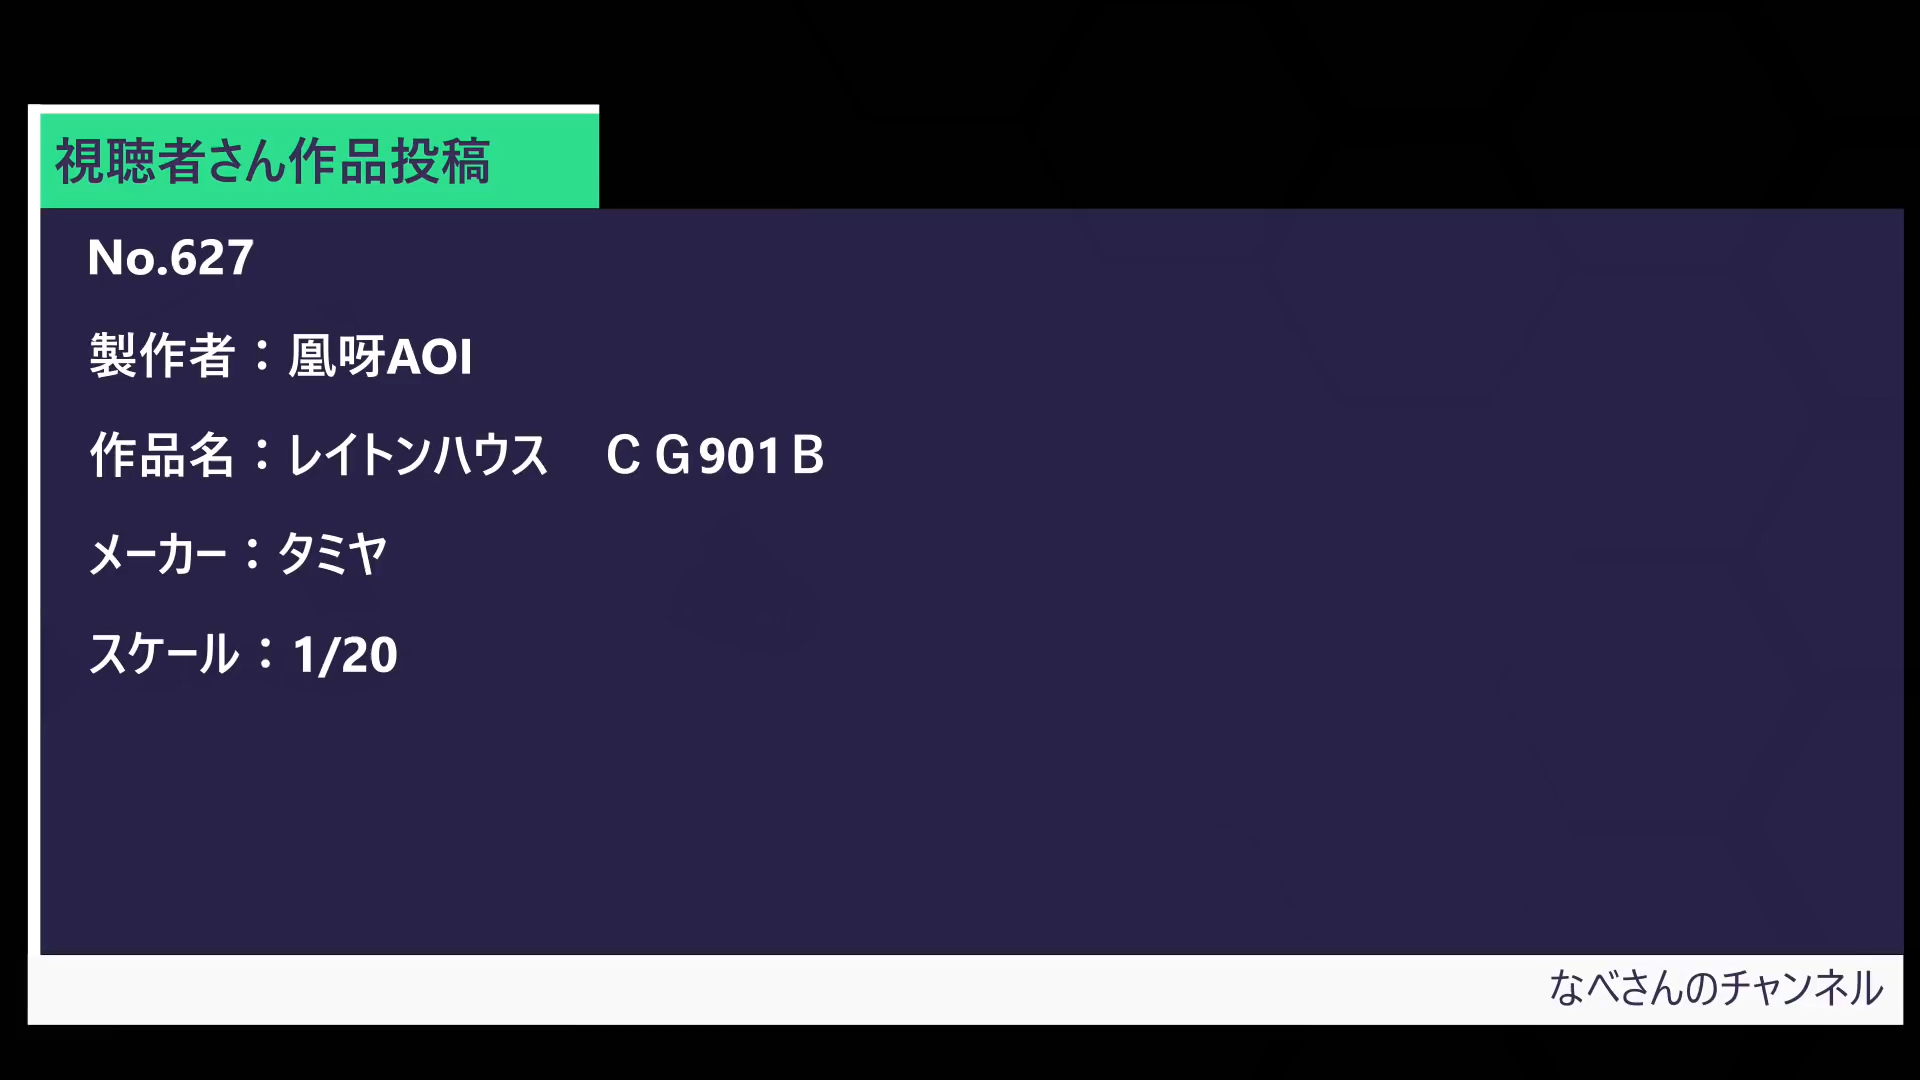 視聴者さん作品投稿
No.627
製作者：凰呀AOI
作品名：レイトンハウス　ＣＧ901Ｂ
メーカー：タミヤ
スケール：1/20
なべさんのチャンネル